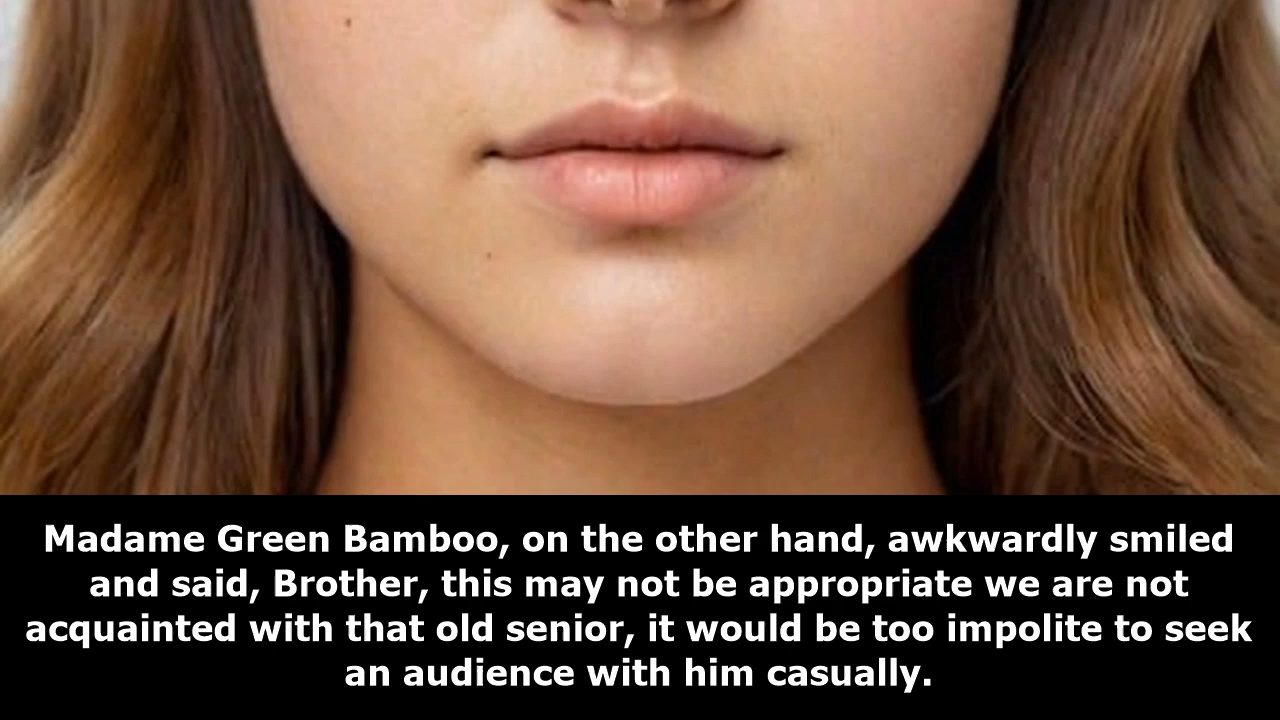 Madame Green Bamboo, on the other hand, awkwardly smiled
and said, Brother, this may not be appropriate we are not
acquainted with that old senior, it would be too impolite to seek
an audience with him casually.